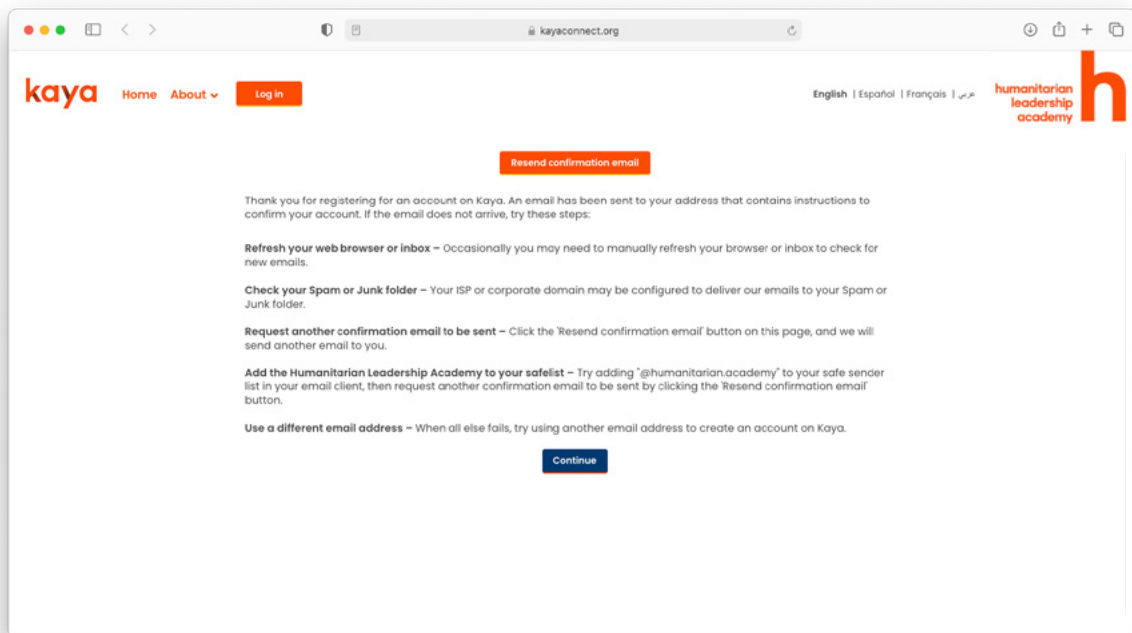 kayaconnect.org
kaya
Home
About
Log in
English | Español | Français | عربي
humanitarian
leadership
academy
h
Resend confirmation email
Thank you for registering for an account on Kaya. An email has been sent to your address that contains instructions to
confirm your account. If the email does not arrive, try these steps:
Refresh your web browser or inbox – Occasionally you may need to manually refresh your browser or inbox to check for
new emails.
Check your Spam or Junk folder – Your ISP or corporate domain may be configured to deliver our emails to your Spam or
Junk folder.
Request another confirmation email to be sent – Click the 'Resend confirmation email' button on this page, and we will
send another email to you.
Add the Humanitarian Leadership Academy to your safelist – Try adding "@humanitarian.academy" to your safe sender
list in your email client, then request another confirmation email to be sent by clicking the 'Resend confirmation email'
button.
Use a different email address – When all else fails, try using another email address to create an account on Kaya.
Continue